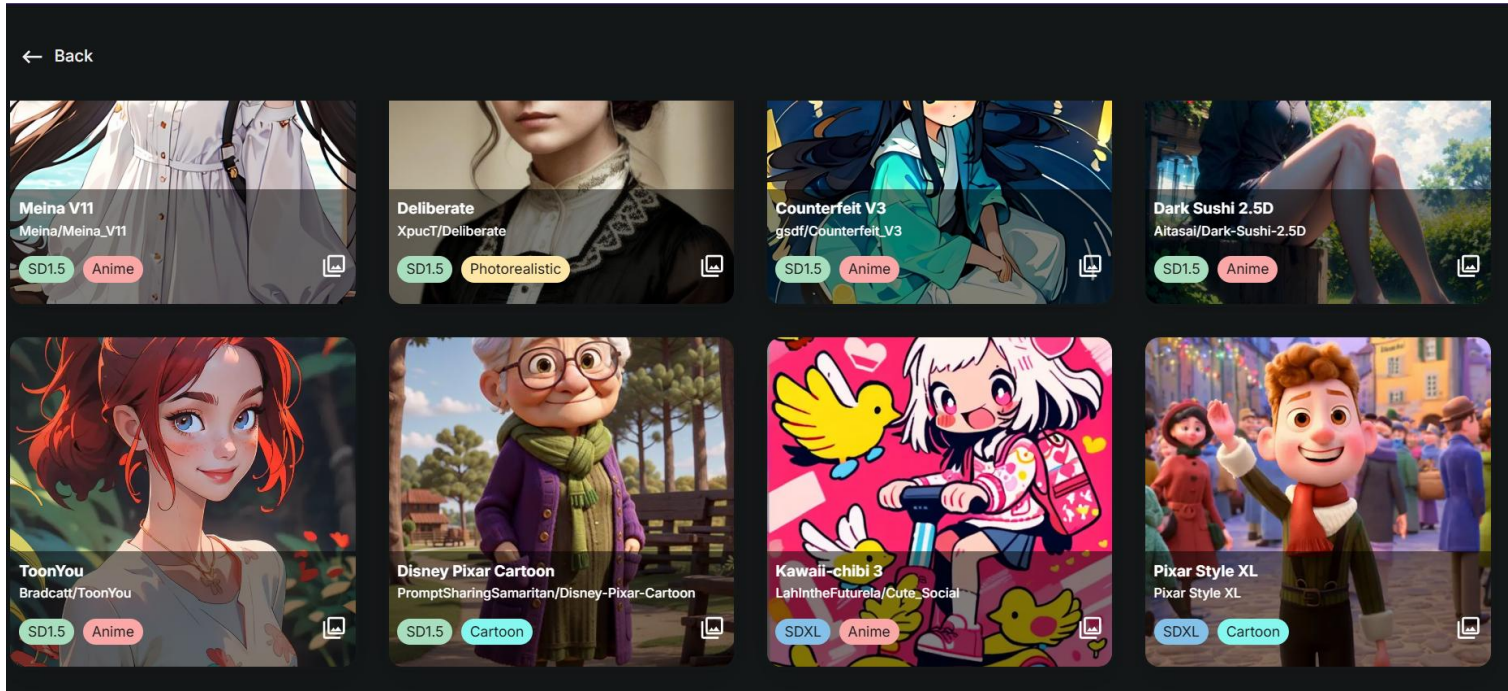 Back
Meina V11
Meina/Meina_V11
SD1.5 Anime
Deliberate
XpucT/Deliberate
SD1.5 Photorealistic
Counterfeit V3
gsdf/Counterfeit_V3
SD1.5 Anime
Dark Sushi 2.5D
Aitasai/Dark-Sushi-2.5D
SD1.5 Anime
ToonYou
Bradcatt/ToonYou
SD1.5 Anime
Disney Pixar Cartoon
PromptSharingSamaritan/Disney-Pixar-Cartoon
SD1.5 Cartoon
Kawaii-chibi 3
LahIntheFuturela/Cute_Social
SDXL Anime
Pixar Style XL
Pixar Style XL
SDXL Cartoon